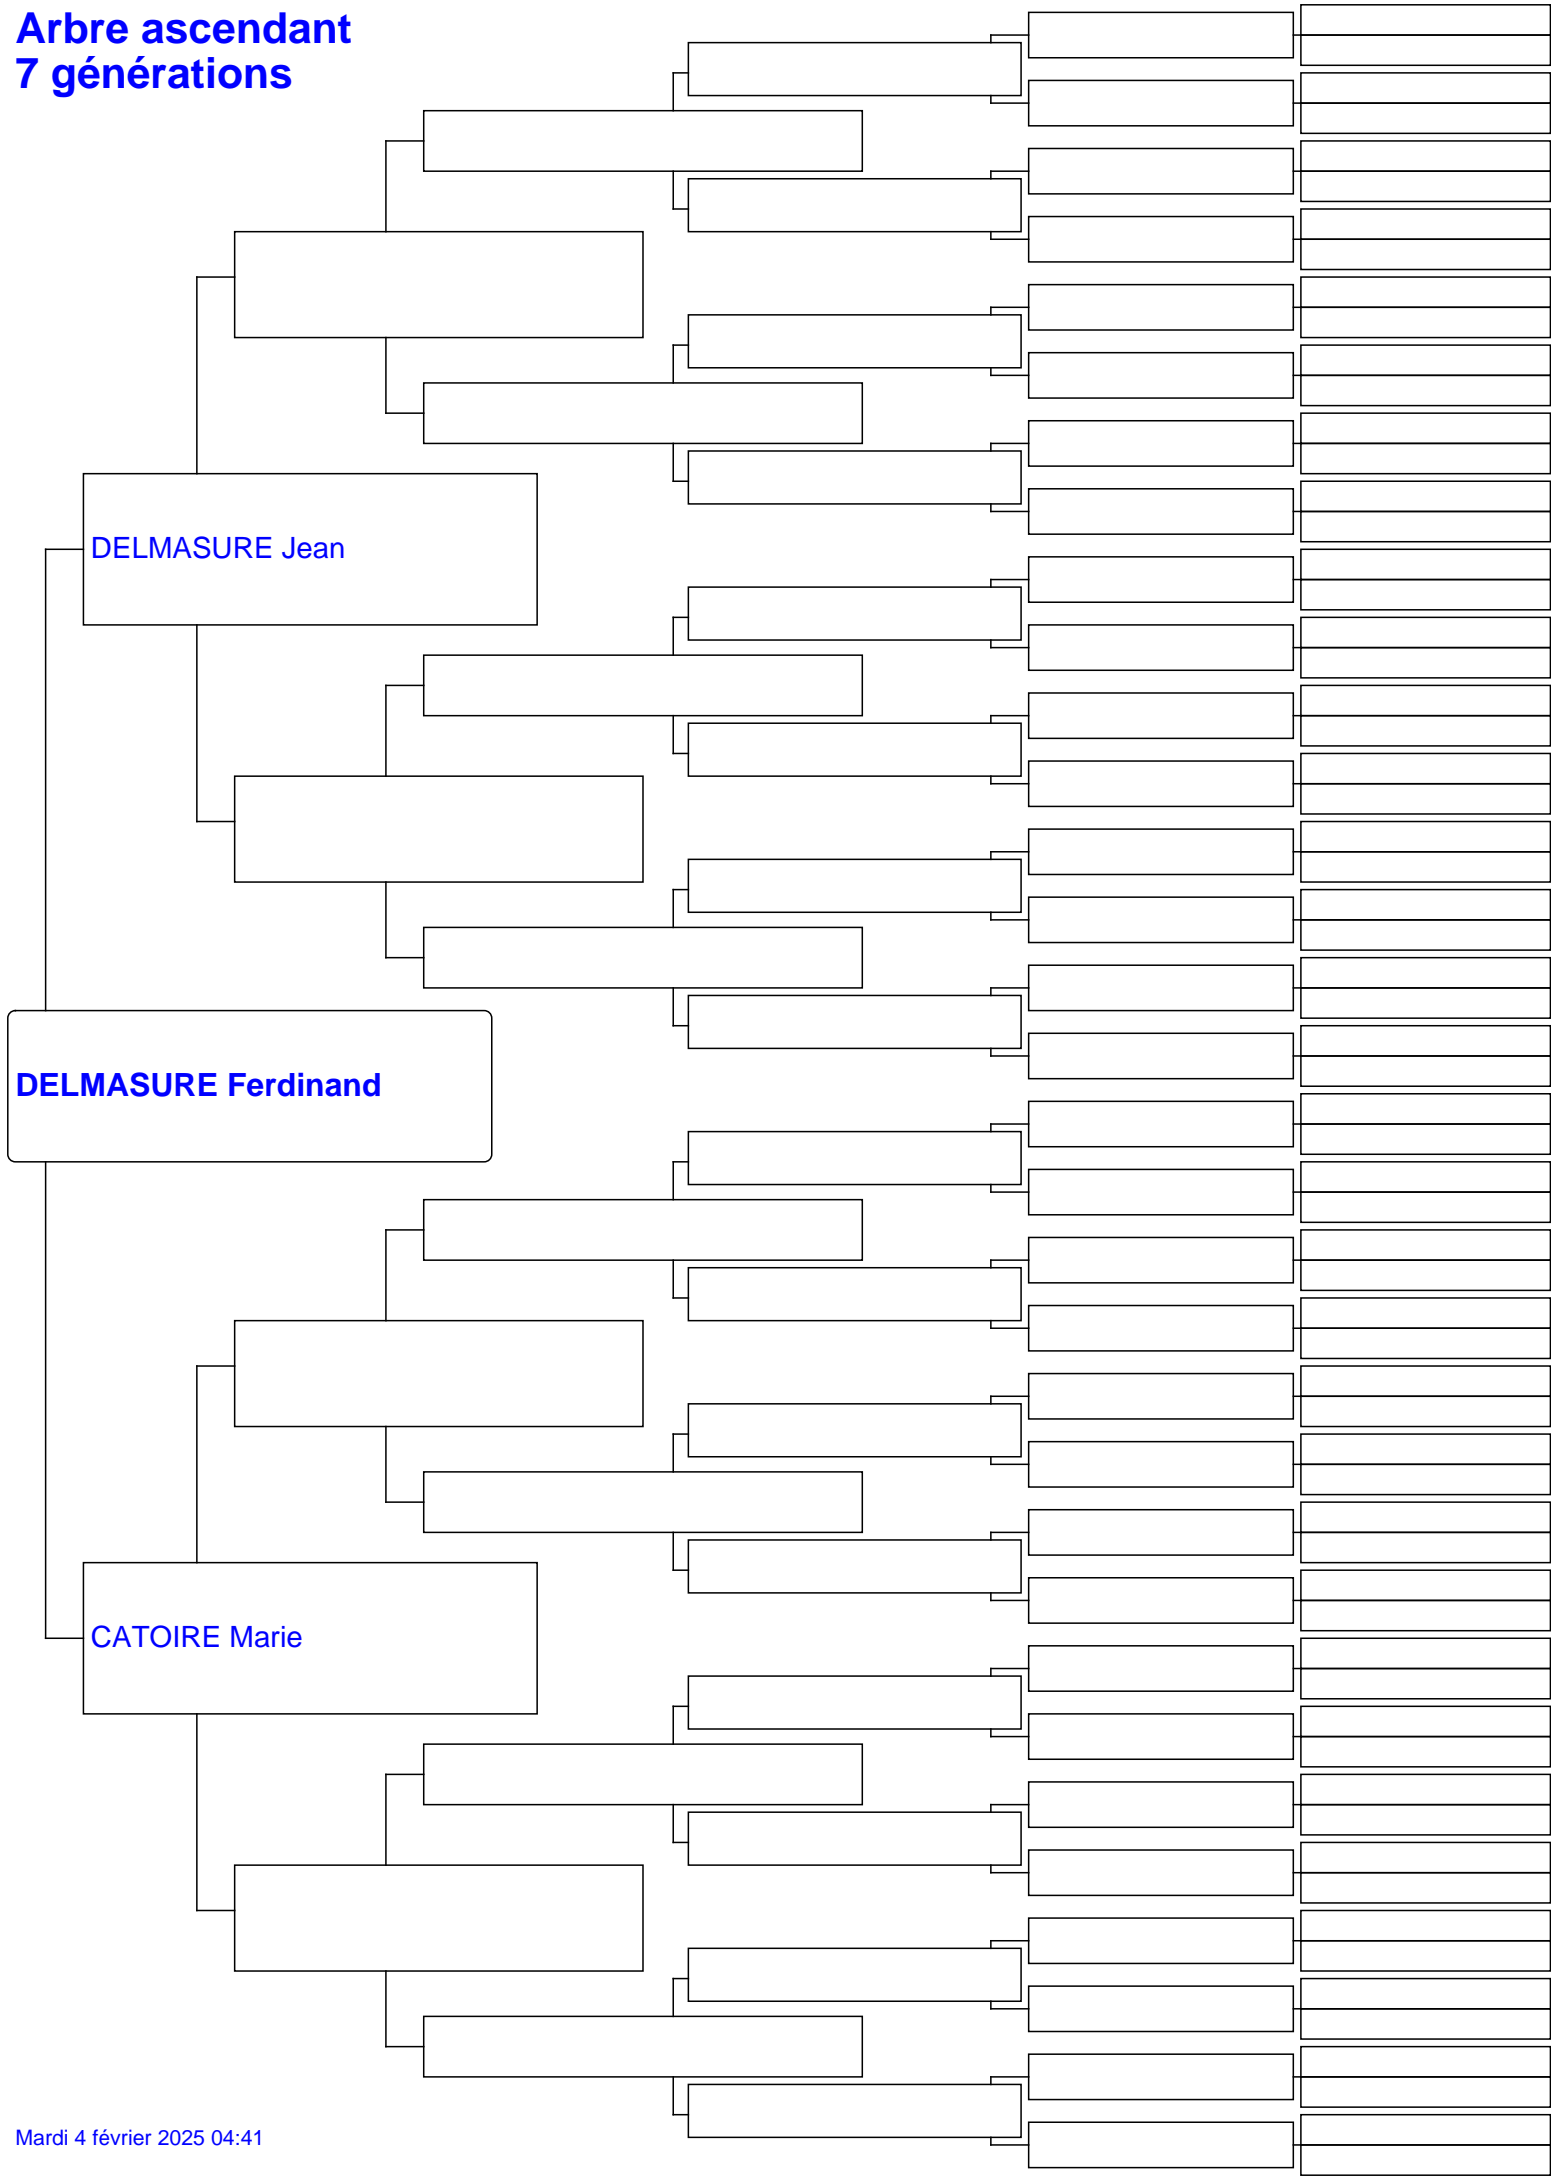 Arbre ascendant
7 générations
DELMASURE Jean
DELMASURE Ferdinand
CATOIRE Marie
Mardi 4 février 2025 04:41